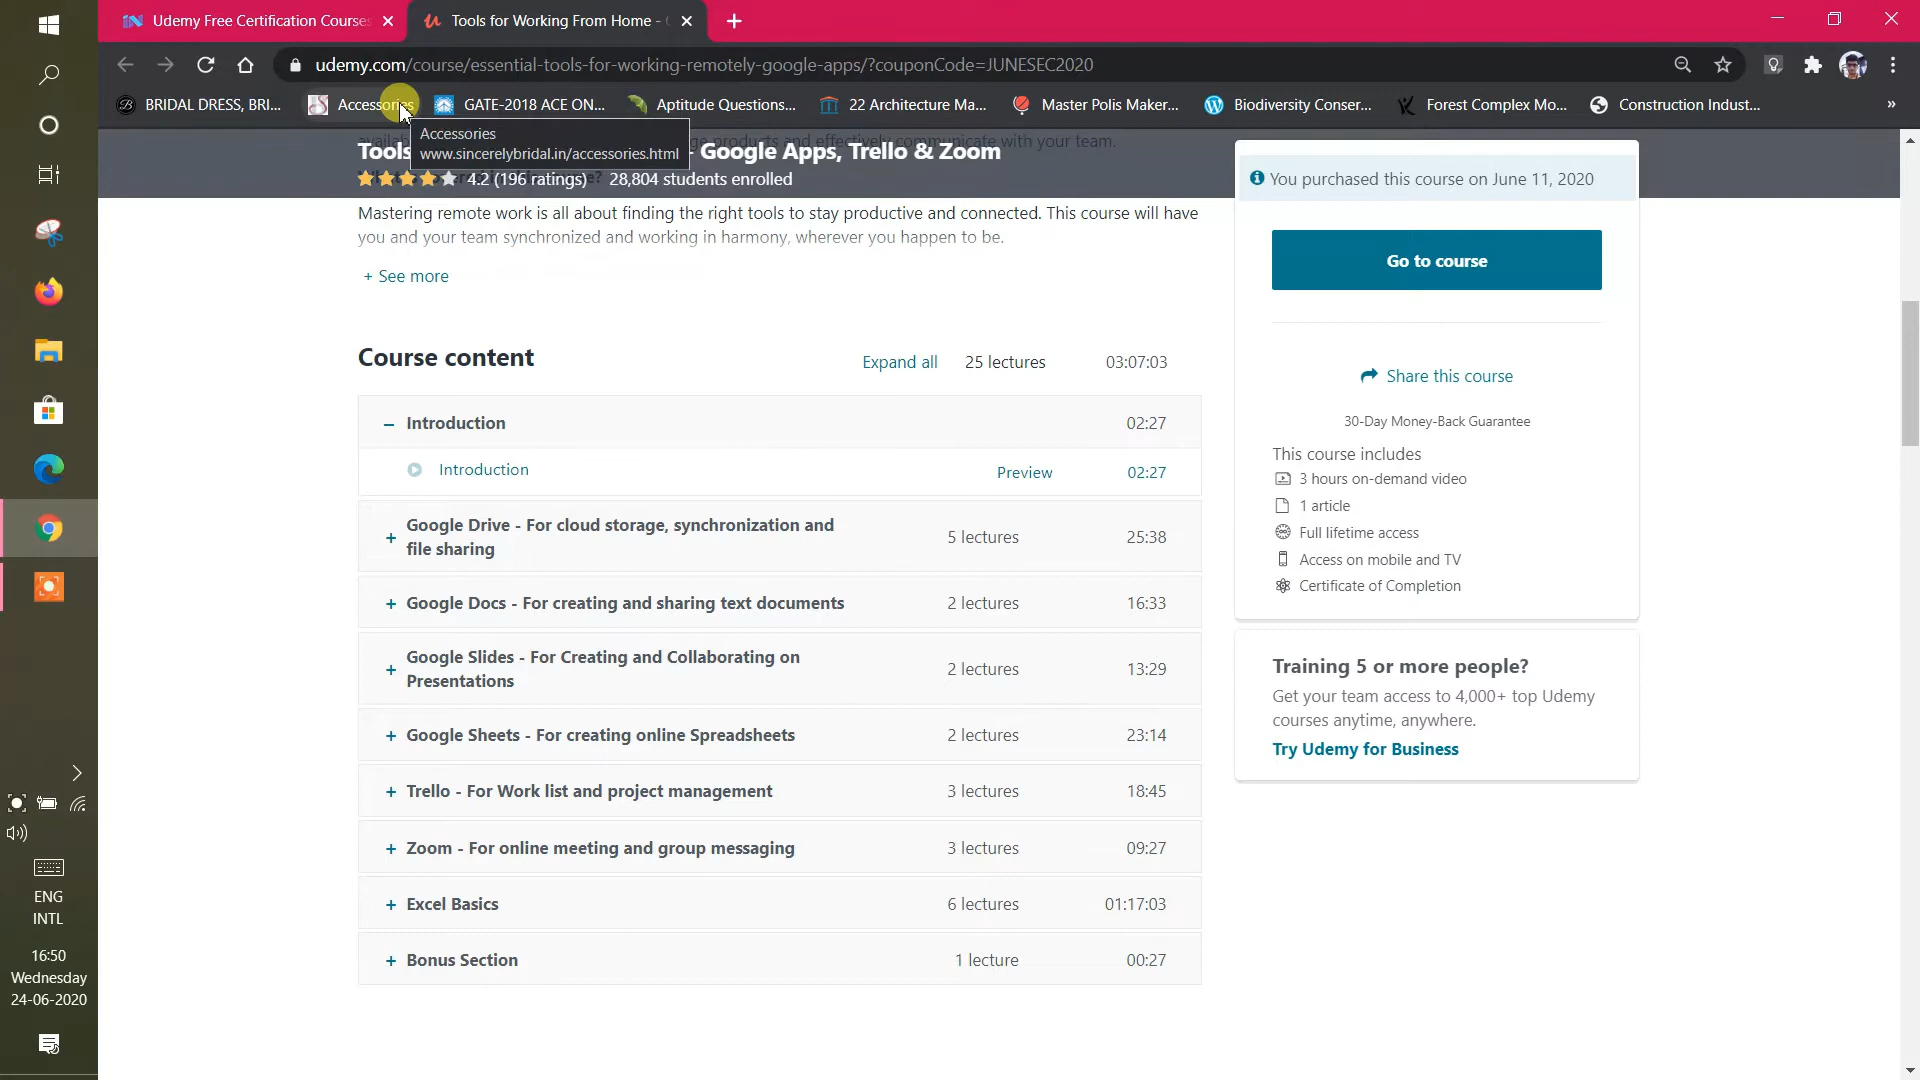 Udemy Free Certification Courses
Tools for Working From Home -
udemy.com/course/essential-tools-for-working-remotely-google-apps/?couponCode=JUNESEC2020
BRIDAL DRESS, BRI...
Accessories
GATE-2018 ACE ON...
Aptitude Questions...
22 Architecture Ma...
Master Polis Maker...
Biodiversity Conser...
Forest Complex Mo...
Construction Indust...
»
Accessories
www.sincerelybridal.in/accessories.html
products and effectively communicate with your team.
Tools
- Google Apps, Trello & Zoom
4.2 (196 ratings) 28,804 students enrolled
Mastering remote work is all about finding the right tools to stay productive and connected. This course will have
you and your team synchronized and working in harmony, wherever you happen to be.
+ See more
Course content
Expand all
25 lectures
03:07:03
Introduction
02:27
Introduction
Preview
02:27
Google Drive - For cloud storage, synchronization and
file sharing
5 lectures
25:38
Google Docs - For creating and sharing text documents
2 lectures
16:33
Google Slides - For Creating and Collaborating on
Presentations
2 lectures
13:29
Google Sheets - For creating online Spreadsheets
2 lectures
23:14
Trello - For Work list and project management
3 lectures
18:45
Zoom - For online meeting and group messaging
3 lectures
09:27
Excel Basics
6 lectures
01:17:03
Bonus Section
1 lecture
00:27
You purchased this course on June 11, 2020
Go to course
Share this course
30-Day Money-Back Guarantee
This course includes
3 hours on-demand video
1 article
Full lifetime access
Access on mobile and TV
Certificate of Completion
Training 5 or more people?
Get your team access to 4,000+ top Udemy
courses anytime, anywhere.
Try Udemy for Business
ENG
INTL
16:50
Wednesday
24-06-2020